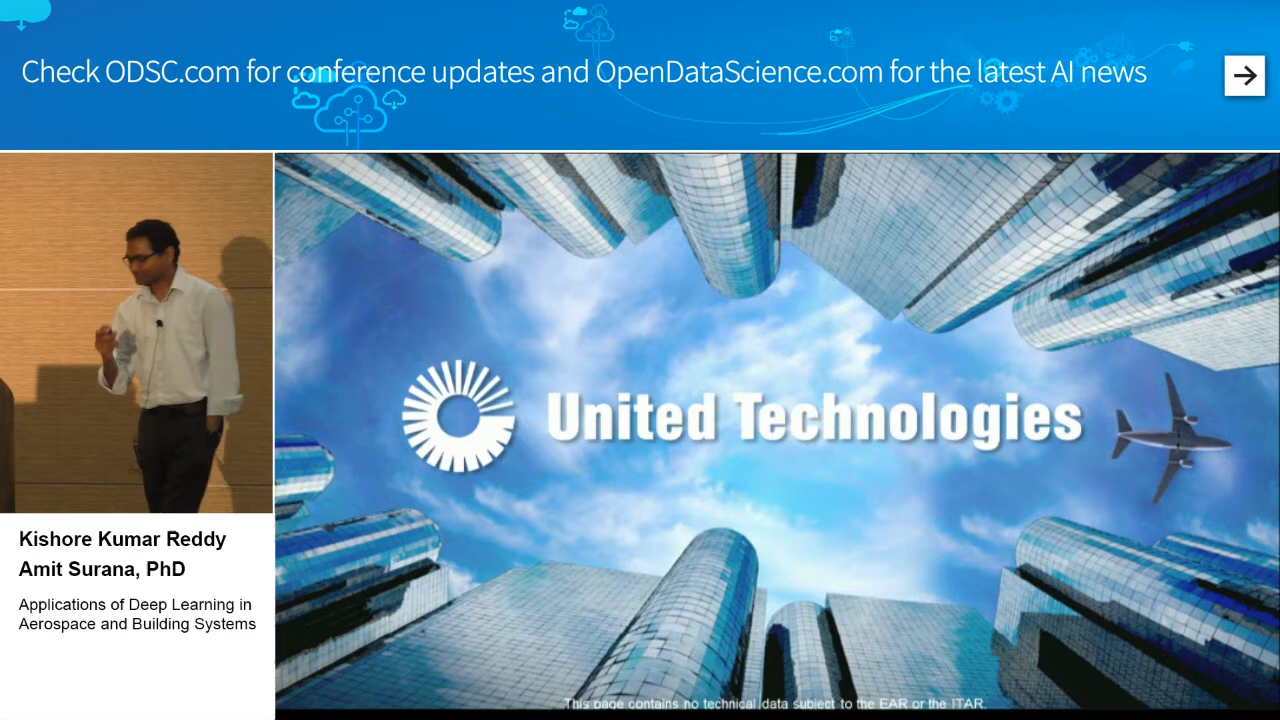 Check ODSC.com for conference updates and OpenDataScience.com for the latest AI news
United Technologies
Kishore Kumar Reddy
Amit Surana, PhD
Applications of Deep Learning in
Aerospace and Building Systems
This page contains no technical data subject to the EAR or the ITAR.